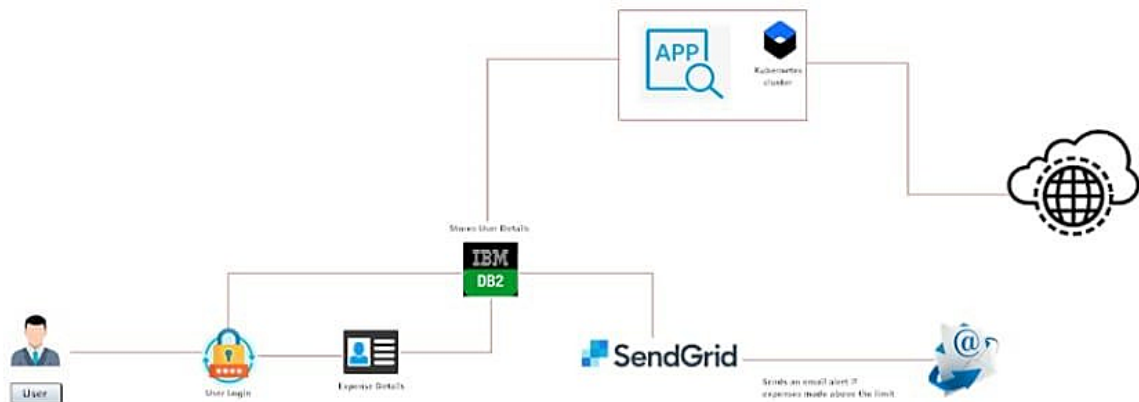 APP
Kubernetes
cluster
Stores User Details
IBM
DB2
User
User Login
Expense Details
SendGrid
@
Sends an email alert if
expenses made above the limit